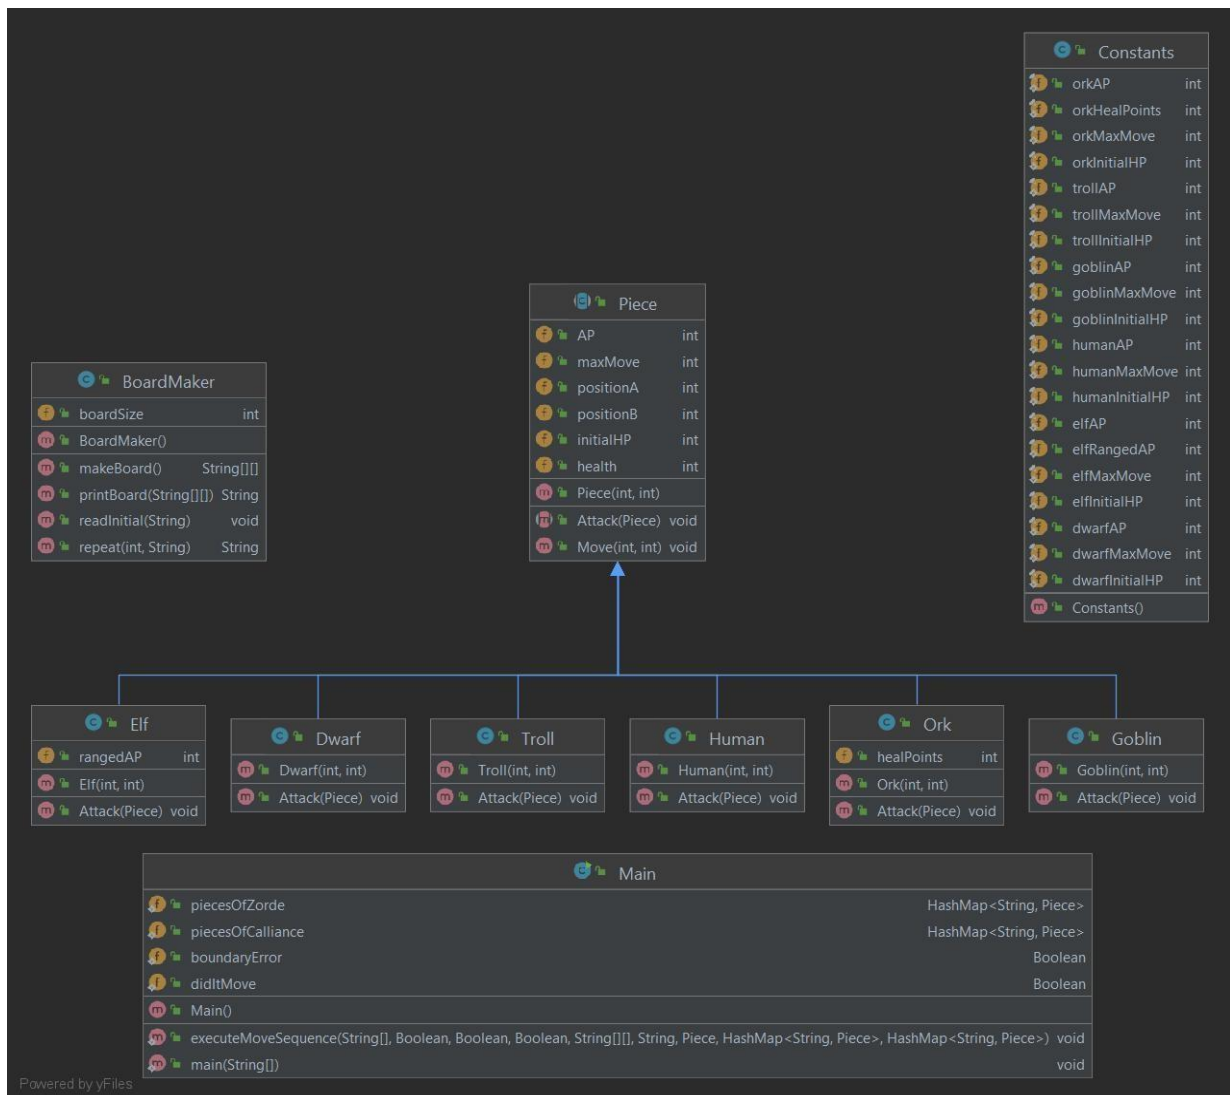 Constants
orkAP int
orkHealPoints int
orkMaxMove int
orkInitialHP int
trollAP int
trollMaxMove int
trollInitialHP int
goblinAP int
goblinMaxMove int
goblinInitialHP int
humanAP int
humanMaxMove int
humanInitialHP int
elfAP int
elfRangedAP int
elfMaxMove int
elfInitialHP int
dwarfAP int
dwarfMaxMove int
dwarfInitialHP int
Constants()
Piece
AP int
maxMove int
positionA int
positionB int
initialHP int
health int
Piece(int, int)
Attack(Piece) void
Move(int, int) void
BoardMaker
boardSize int
BoardMaker()
makeBoard() String[][]
printBoard(String[][]) String
readInitial(String) void
repeat(int, String) String
Elf
rangedAP int
Elf(int, int)
Attack(Piece) void
Dwarf
Dwarf(int, int)
Attack(Piece) void
Troll
Troll(int, int)
Attack(Piece) void
Human
Human(int, int)
Attack(Piece) void
Ork
healPoints int
Ork(int, int)
Attack(Piece) void
Goblin
Goblin(int, int)
Attack(Piece) void
Main
piecesOfZorde HashMap<String, Piece>
piecesOfCalliance HashMap<String, Piece>
boundaryError Boolean
didItMove Boolean
Main()
executeMoveSequence(String[], Boolean, Boolean, Boolean, String[][], String, Piece, HashMap<String, Piece>, HashMap<String, Piece>) void
main(String[]) void
Powered by yFiles